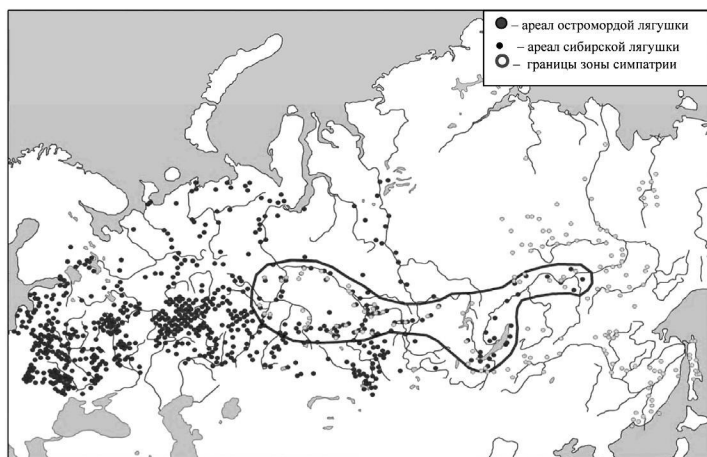 – ареал остромордой лягушки
– ареал сибирской лягушки
– границы зоны симпатрии